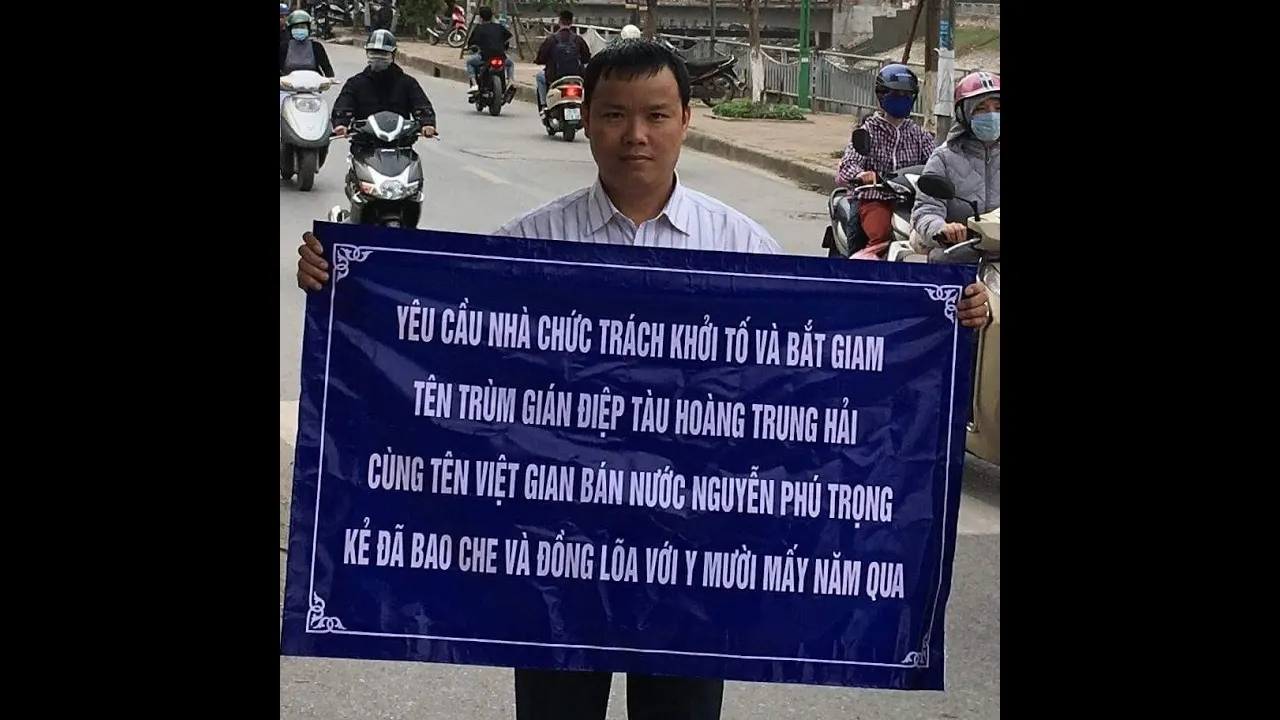 YÊU CẦU NHÀ CHỨC TRÁCH KHỞI TỐ VÀ BẮT GIAM
TÊN TRÙM GIÁN ĐIỆP TÀU HOÀNG TRUNG HẢI
CÙNG TÊN VIỆT GIAN BÁN NƯỚC NGUYỄN PHÚ TRỌNG
KẺ ĐÃ BAO CHE VÀ ĐỒNG LÕA VỚI Y MƯỜI MẤY NĂM QUA